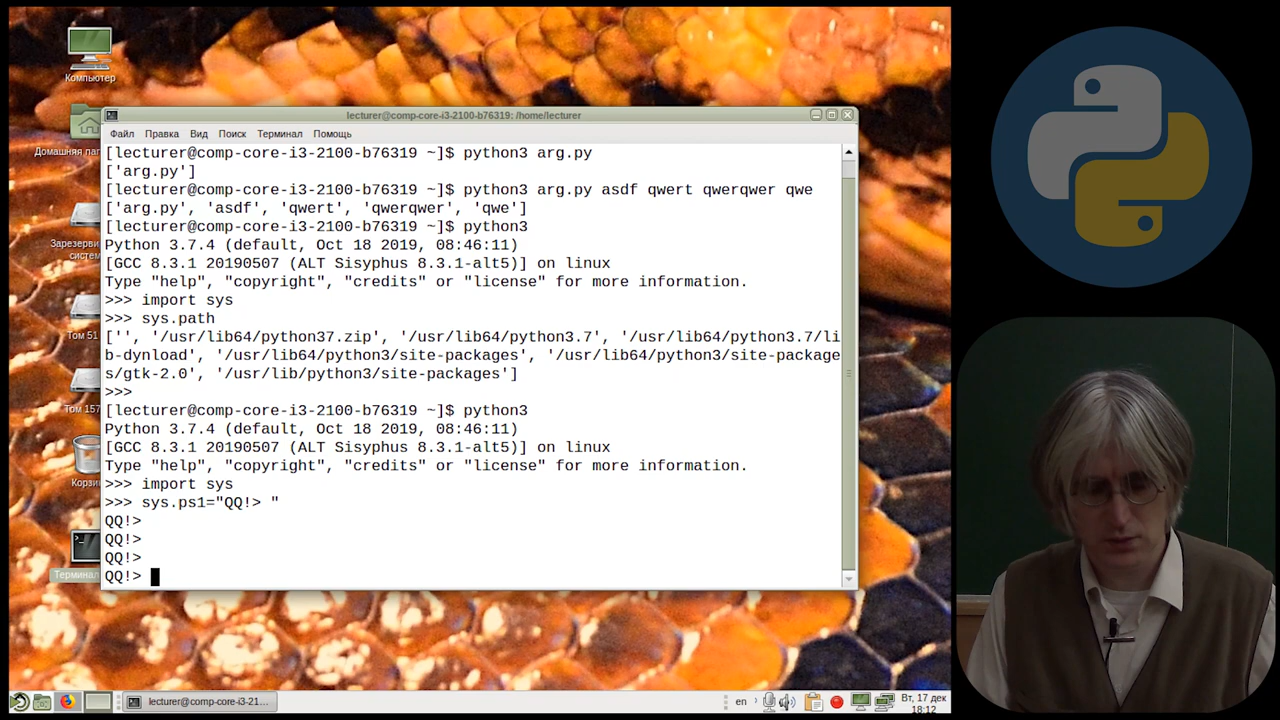 Компьютер
Домашняя пап
Зарезерви
систем
Том 51
Том 157
Корзи
Терминал
lecturer@comp-core-i3-2100-b76319: /home/lecturer
Файл Правка Вид Поиск Терминал Помощь
[lecturer@comp-core-i3-2100-b76319 ~]$ python3 arg.py
['arg.py']
[lecturer@comp-core-i3-2100-b76319 ~]$ python3 arg.py asdf qwert qwerqwer qwe
['arg.py', 'asdf', 'qwert', 'qwerqwer', 'qwe']
[lecturer@comp-core-i3-2100-b76319 ~]$ python3
Python 3.7.4 (default, Oct 18 2019, 08:46:11)
[GCC 8.3.1 20190507 (ALT Sisyphus 8.3.1-alt5)] on linux
Type "help", "copyright", "credits" or "license" for more information.
>>> import sys
>>> sys.path
['', '/usr/lib64/python37.zip', '/usr/lib64/python3.7', '/usr/lib64/python3.7/li
b-dynload', '/usr/lib64/python3/site-packages', '/usr/lib64/python3/site-package
s/gtk-2.0', '/usr/lib/python3/site-packages']
>>>
[lecturer@comp-core-i3-2100-b76319 ~]$ python3
Python 3.7.4 (default, Oct 18 2019, 08:46:11)
[GCC 8.3.1 20190507 (ALT Sisyphus 8.3.1-alt5)] on linux
Type "help", "copyright", "credits" or "license" for more information.
>>> import sys
>>> sys.ps1="QQ!> "
QQ!>
QQ!>
QQ!>
QQ!>
lecturer@comp-core-i3-21...
en
Вт, 17 дек
18:12